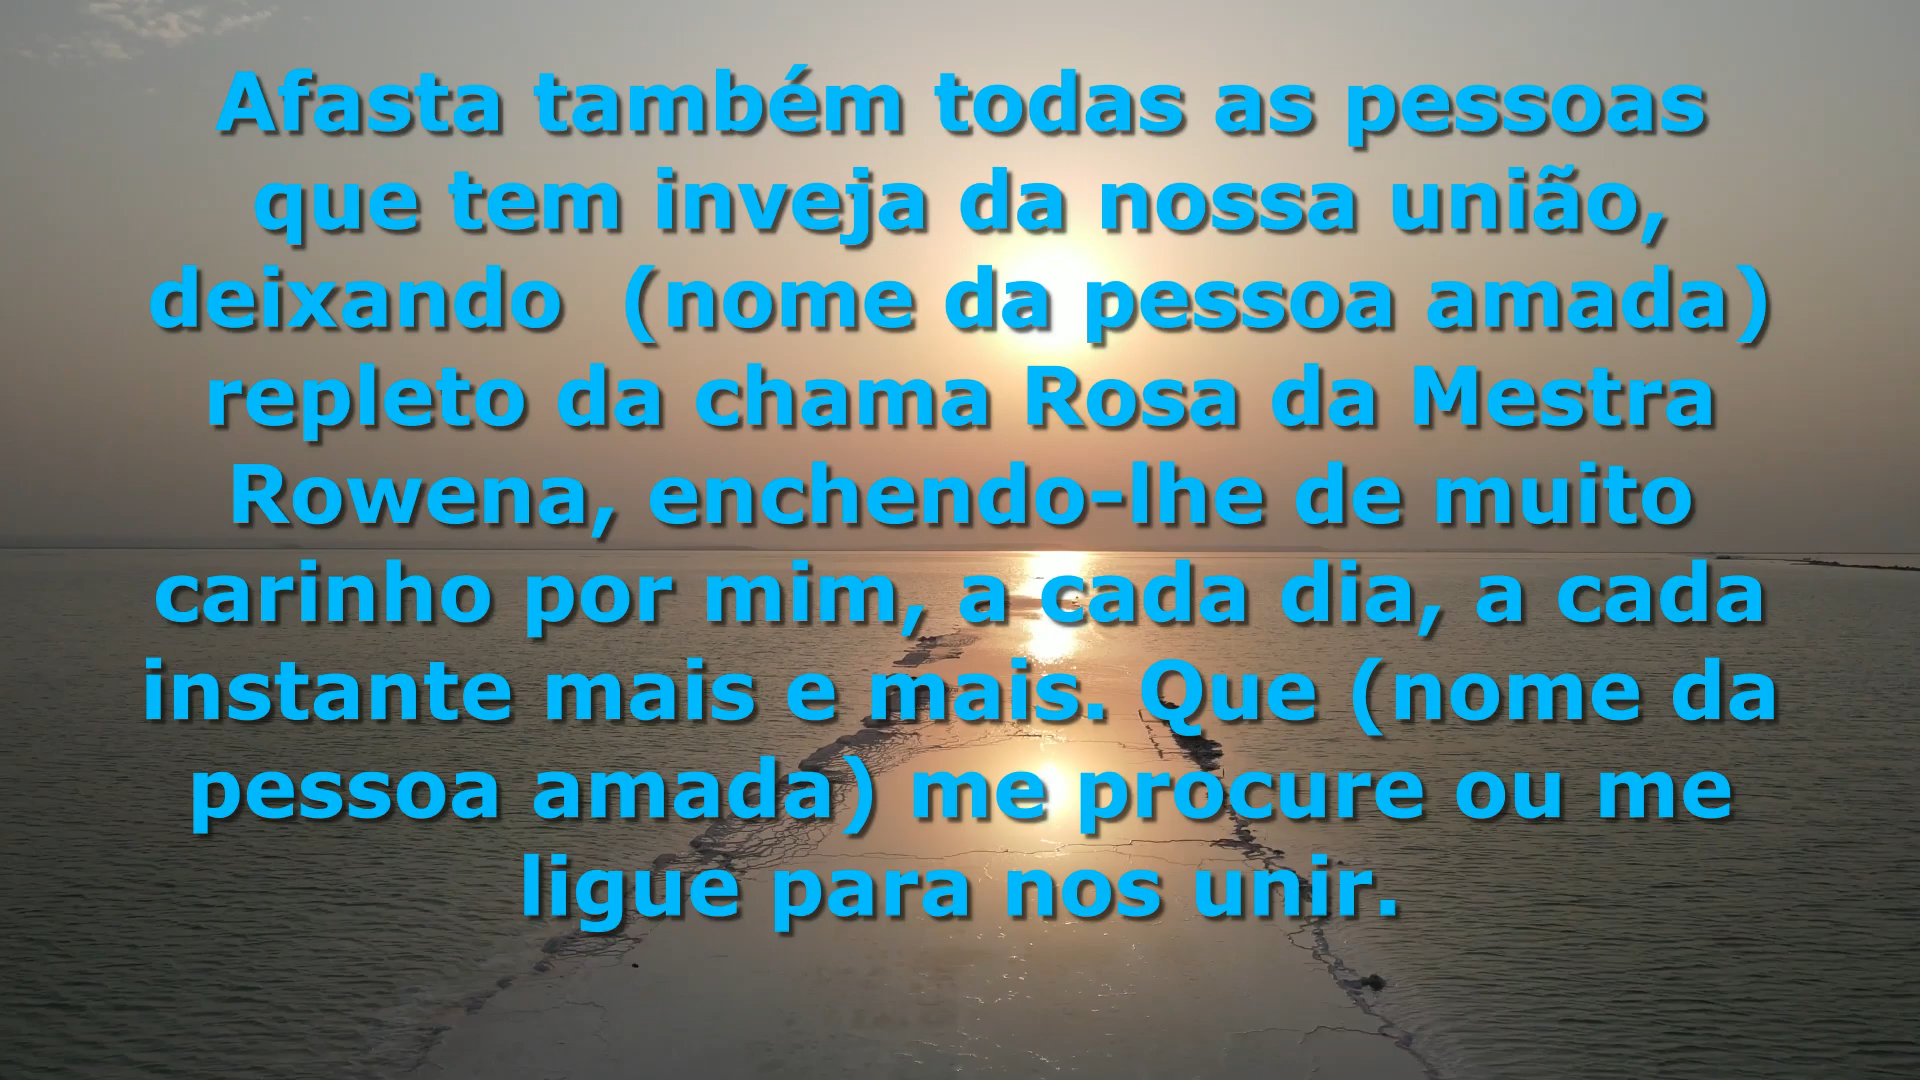 Afasta também todas as pessoas
que tem inveja da nossa união,
deixando  (nome da pessoa amada)
repleto da chama Rosa da Mestra
Rowena, enchendo-lhe de muito
carinho por mim, a cada dia, a cada
instante mais e mais. Que (nome da
pessoa amada) me procure ou me
ligue para nos unir.